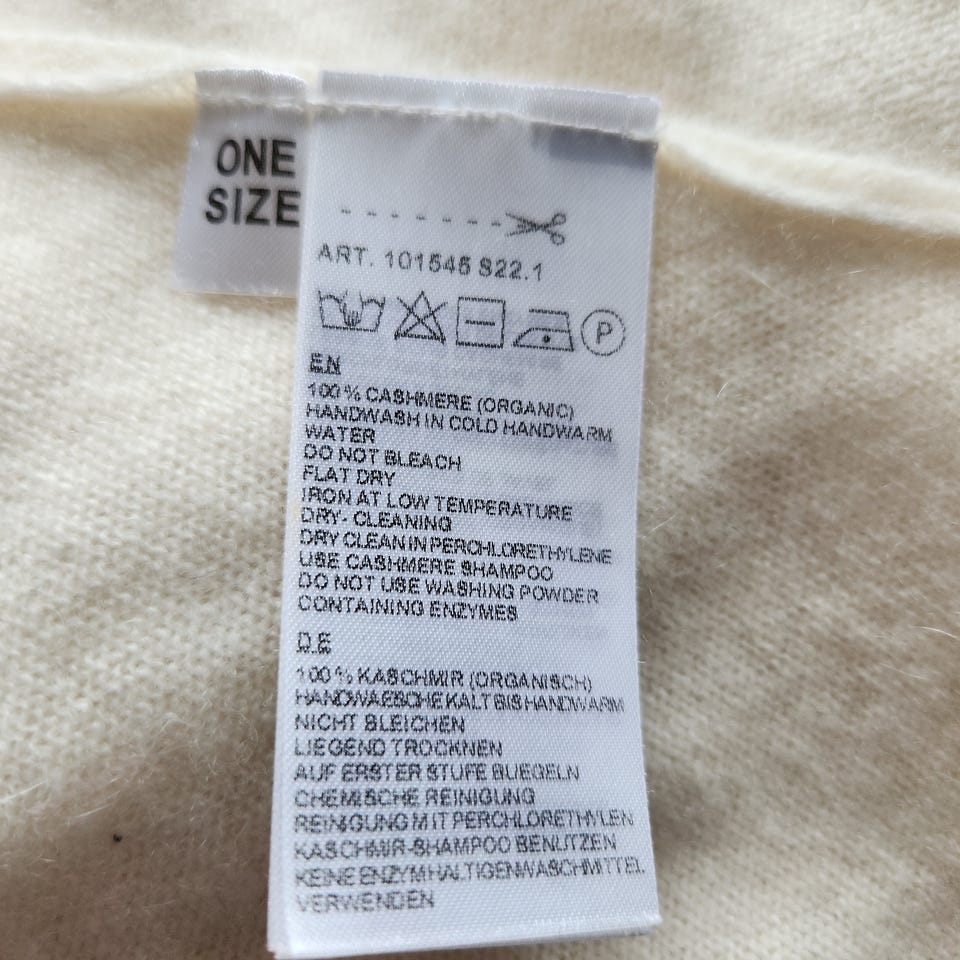 ONE
SIZE
ART. 101545 S22.1
P
EN
100 % CASHMERE (ORGANIC)
HANDWASH IN COLD HANDWARM
WATER
DO NOT BLEACH
FLAT DRY
IRON AT LOW TEMPERATURE
DRY- CLEANING
DRY CLEAN IN PERCHLORETHYLENE
USE CASHMERE SHAMPOO
DO NOT USE WASHING POWDER
CONTAINING ENZYMES
DE
100 % KASCHMIR (ORGANISCH)
HANDWAESCHE KALT BIS HANDWARM
NICHT BLEICHEN
LIEGEND TROCKNEN
AUF ERSTER STUFE BUEGELN
CHEMISCHE REINIGUNG
REINIGUNG MIT PERCHLORETHYLEN
KASCHMIR-SHAMPOO BENUTZEN
KEINE ENZYMHALTIGEN WASCHMITTEL
VERWENDEN